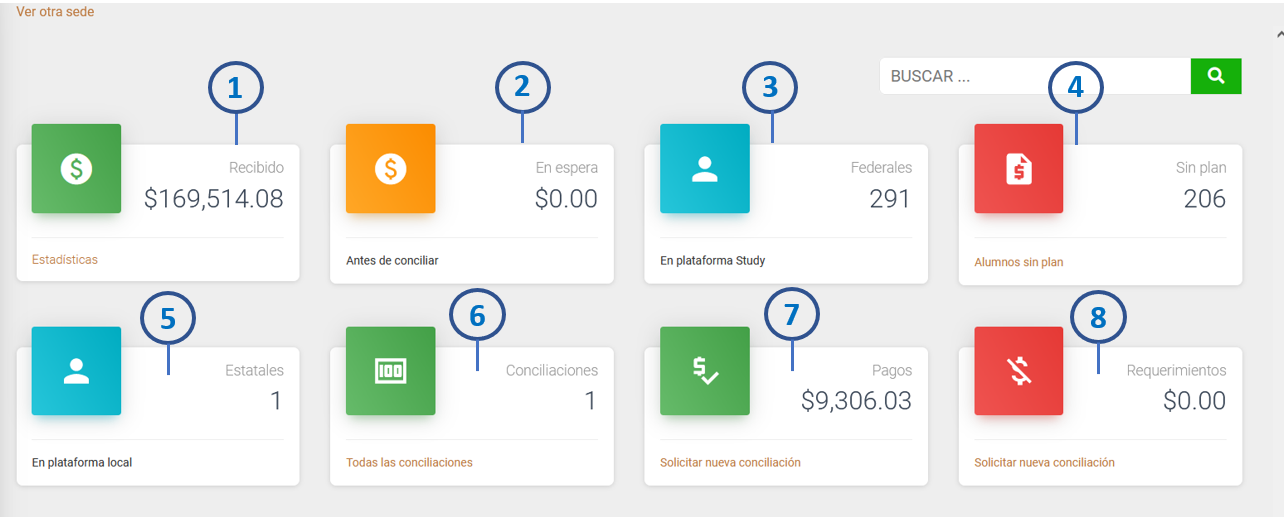 Ver otra sede
BUSCAR ...
1
2
3
4
Recibido
$169,514.08
Estadísticas
En espera
$0.00
Antes de conciliar
Federales
291
En plataforma Study
Sin plan
206
Alumnos sin plan
5
6
7
8
Estatales
1
En plataforma local
100
Conciliaciones
1
Todas las conciliaciones
Pagos
$9,306.03
Solicitar nueva conciliación
Requerimientos
$0.00
Solicitar nueva conciliación